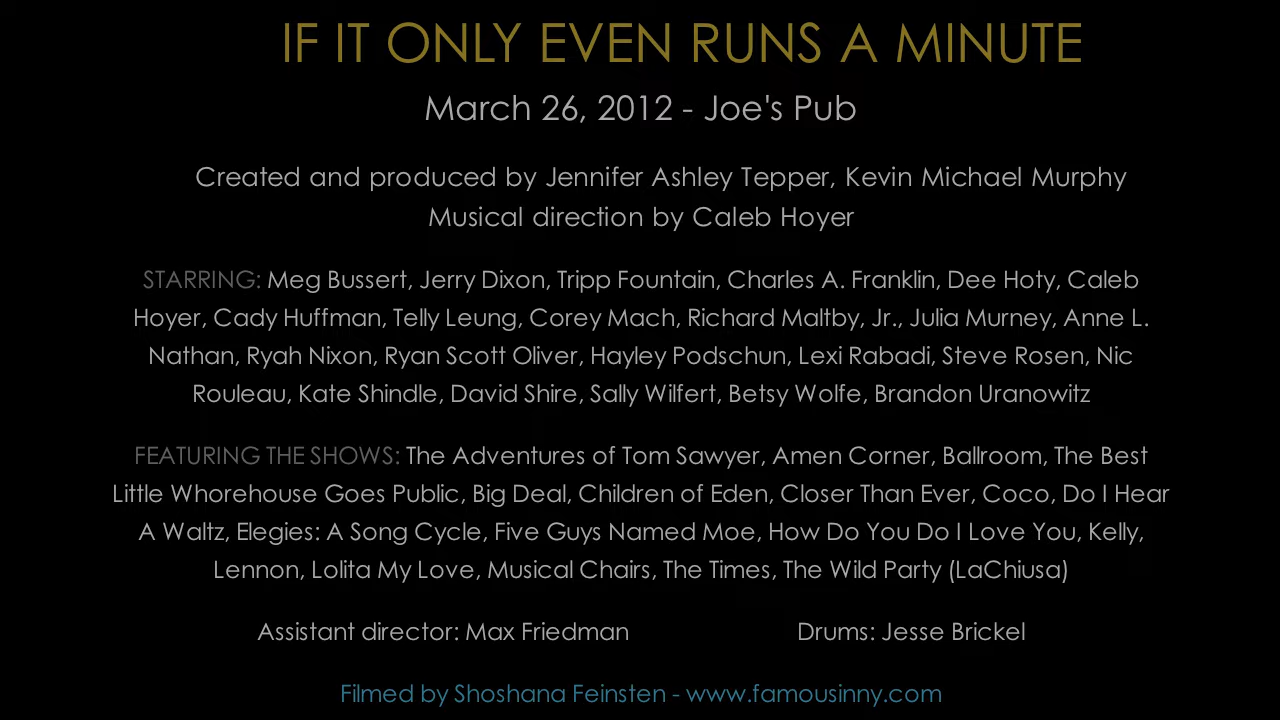 IF IT ONLY EVEN RUNS A MINUTE
March 26, 2012 - Joe's Pub
Created and produced by Jennifer Ashley Tepper, Kevin Michael Murphy
Musical direction by Caleb Hoyer
STARRING: Meg Bussert, Jerry Dixon, Tripp Fountain, Charles A. Franklin, Dee Hoty, Caleb
Hoyer, Cady Huffman, Telly Leung, Corey Mach, Richard Maltby, Jr., Julia Murney, Anne L.
Nathan, Ryah Nixon, Ryan Scott Oliver, Hayley Podschun, Lexi Rabadi, Steve Rosen, Nic
Rouleau, Kate Shindle, David Shire, Sally Wilfert, Betsy Wolfe, Brandon Uranowitz
FEATURING THE SHOWS: The Adventures of Tom Sawyer, Amen Corner, Ballroom, The Best
Little Whorehouse Goes Public, Big Deal, Children of Eden, Closer Than Ever, Coco, Do I Hear
A Waltz, Elegies: A Song Cycle, Five Guys Named Moe, How Do You Do I Love You, Kelly,
Lennon, Lolita My Love, Musical Chairs, The Times, The Wild Party (LaChiusa)
Assistant director: Max Friedman Drums: Jesse Brickel
Filmed by Shoshana Feinsten - www.famousinny.com